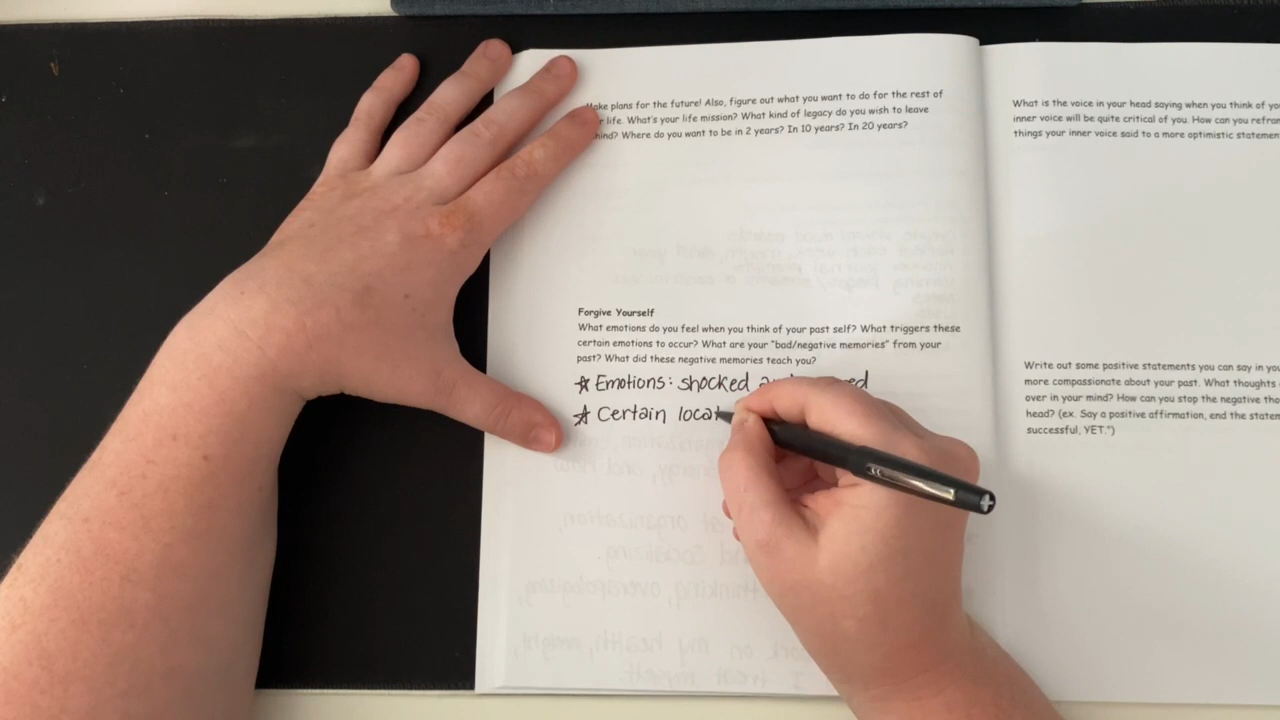 Make plans for the future! Also, figure out what you want to do for the rest of
life. What's your life mission? What kind of legacy do you wish to leave
Where do you want to be in 2 years? In 10 years? In 20 years?
Forgive Yourself
What emotions do you feel when you think of your past self? What triggers these
certain emotions to occur? What are your "bad/negative memories" from your
past? What did these negative memories teach you?
Emotions: shocked
Certain locat
What is the voice in your head saying when you think of
inner voice will be quite critical of you. How can you
things your inner voice said to a more optimistic
Write out some positive statements you can say in
more compassionate about your past. What thoughts
over in your mind? How can you stop the negative
head? (ex. Say a positive affirmation, end the
successful, YET.")